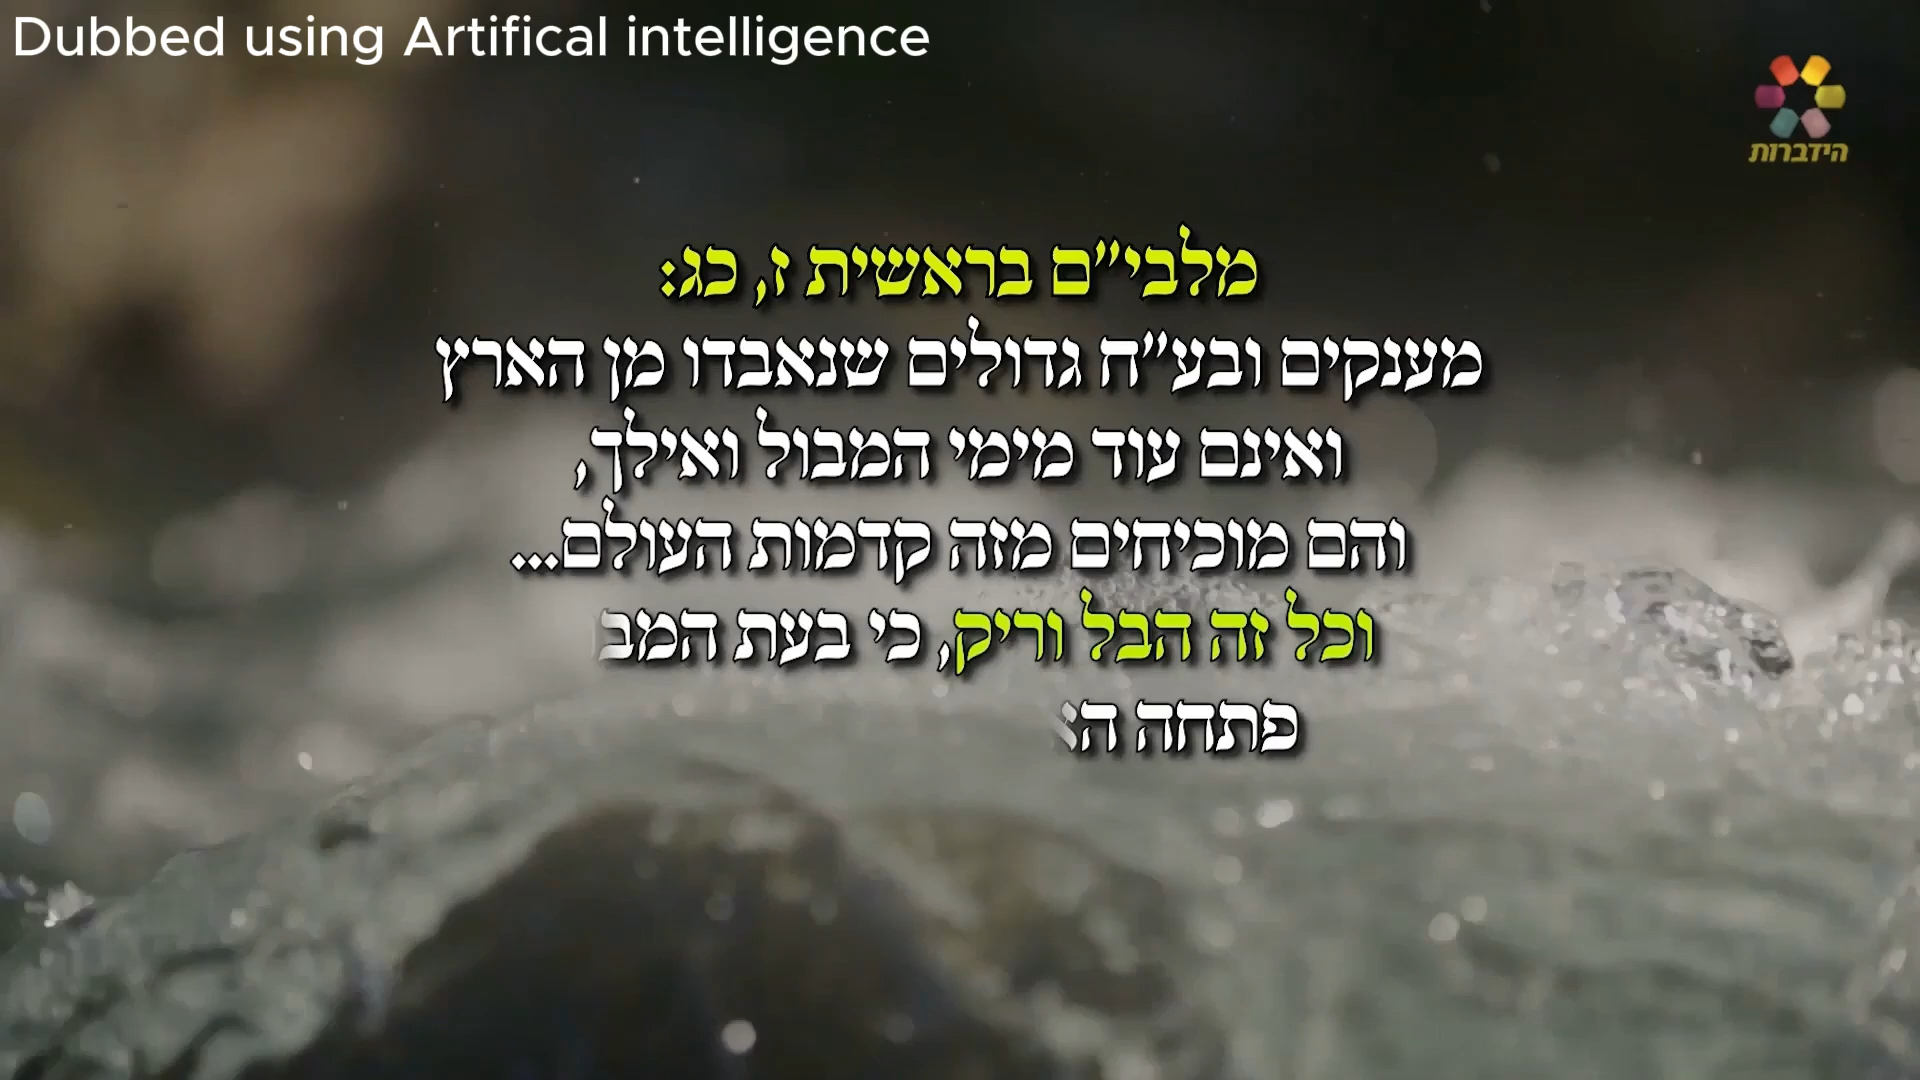 Dubbed using Artifical intelligence
הידברות
מלבי"ם בראשית ז, כג:
מענקים ובע"ח גדולים שנאבדו מן הארץ
ואינם עוד מימי המבול ואילך,
והם מוכיחים מזה קדמות העולם...
וכל זה הבל וריק, כי בעת המב
פתחה הא